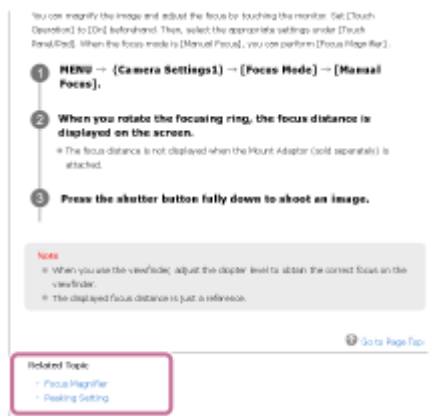 You can magnify the image and adjust the focus by touching the monitor. Set [Touch
Operation] to [On] beforehand. Then, select the appropriate settings under [Touch
Panel/Pad]. When the focus mode is [Manual Focus], you can perform [Focus Magnifier].
1 MENU → (Camera Settings1) → [Focus Mode] → [Manual
Focus].
2 When you rotate the focusing ring, the focus distance is
displayed on the screen.
The focus distance is not displayed when the Mount Adaptor (sold separately) is
attached.
3 Press the shutter button fully down to shoot an image.
Note
When you use the viewfinder, adjust the diopter level to obtain the correct focus on the
viewfinder.
The displayed focus distance is just a reference.
Go to Page Top
Related Topic
Focus Magnifier
Peaking Setting